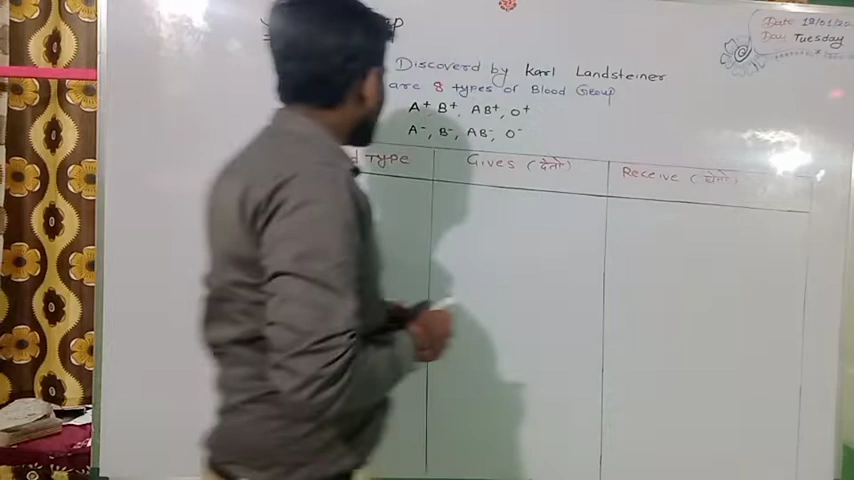 Date 18/01/20
Day Tuesday
Discovered by Karl Landsteiner
are 8 types of Blood Group
A+, B+, AB+, O+
A-, B-, AB-, O-
Type Gives (देतो) Receive (घेतो)